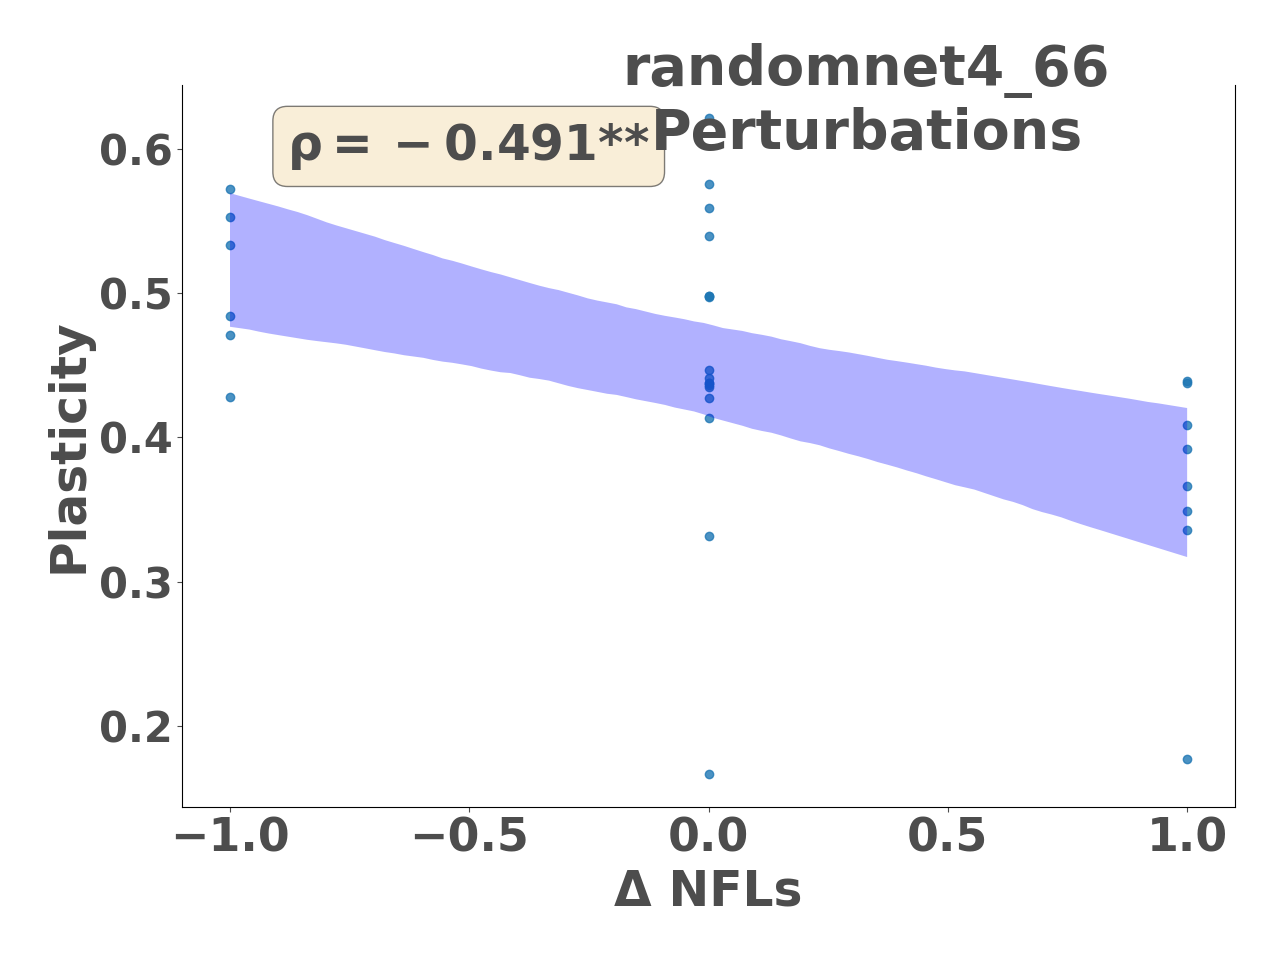 randomnet4_66
Perturbations
ρ = −0.491**
0.6
0.5
0.4
0.3
0.2
Plasticity
−1.0 −0.5 0.0 0.5 1.0
Δ NFLs